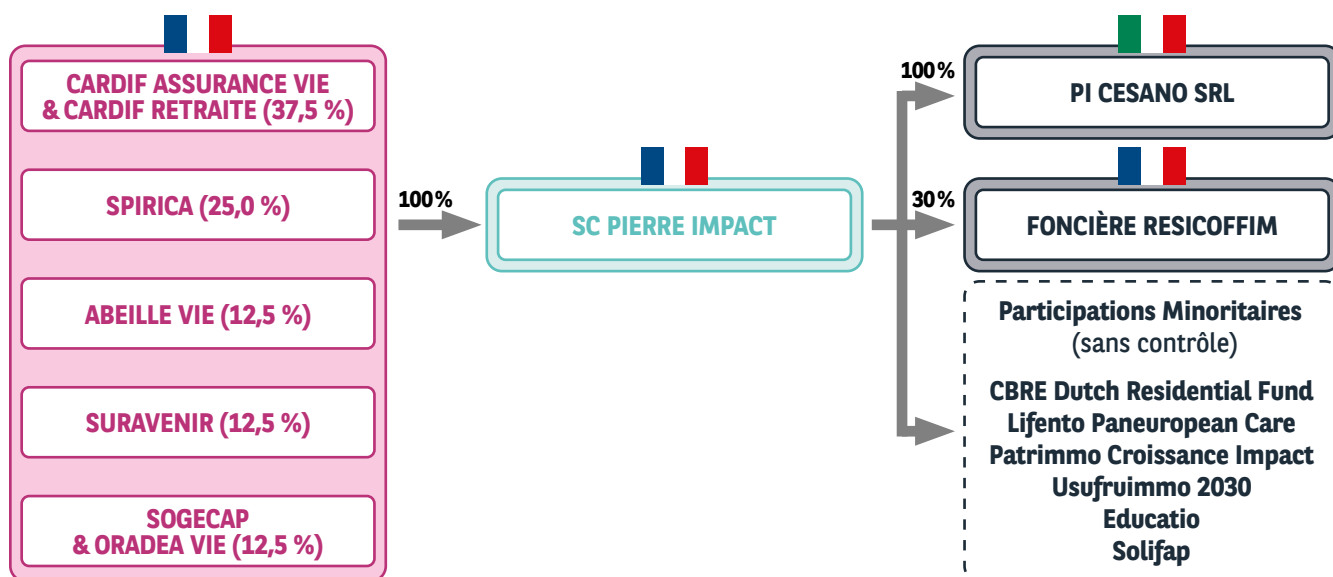 CARDIF ASSURANCE VIE
& CARDIF RETRAITE (37,5 %)
SPIRICA (25,0 %)
ABEILLE VIE (12,5 %)
SURAVENIR (12,5 %)
SOGECAP
& ORADEA VIE (12,5 %)
100%
SC PIERRE IMPACT
100%
PI CESANO SRL
30%
FONCIÈRE RESICOFFIM
Participations Minoritaires
(sans contrôle)
CBRE Dutch Residential Fund
Lifento Paneuropean Care
Patrimmo Croissance Impact
Usufruimmo 2030
Educatio
Solifap